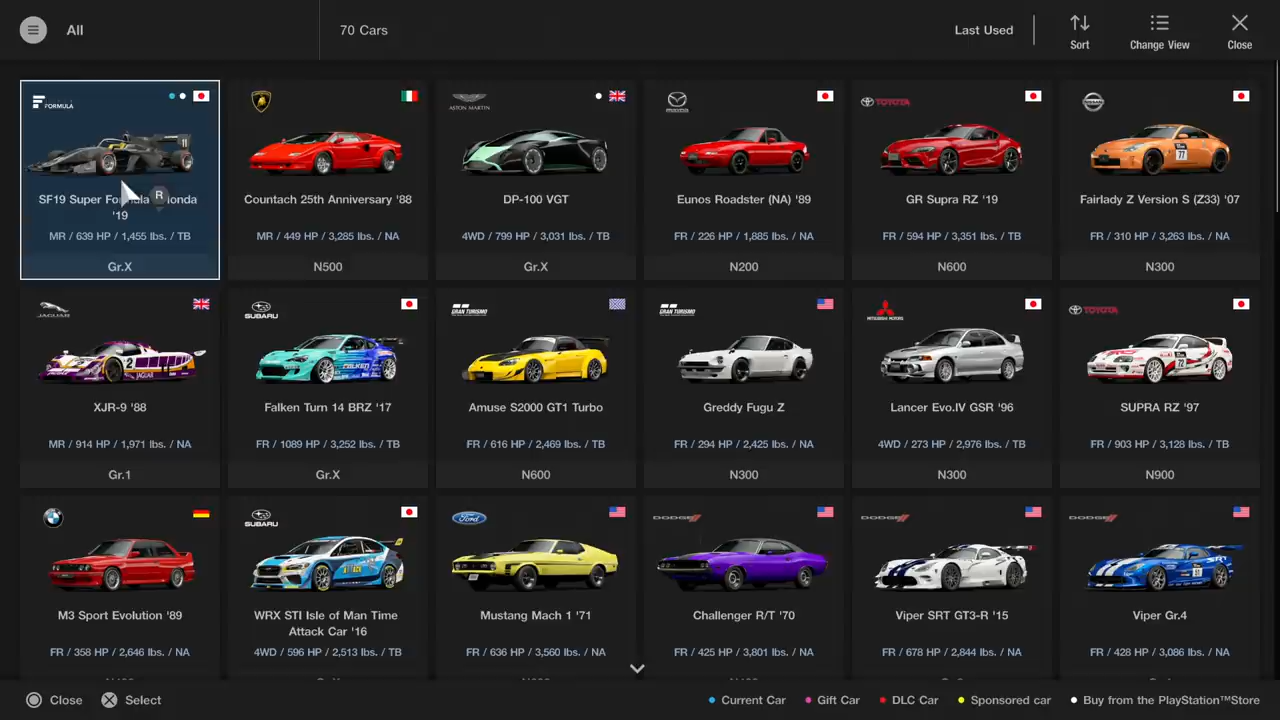 All
70 Cars
Last Used
Sort
Change View
Close
FORMULA
SF19 Super Formula Honda
'19
MR / 639 HP / 1,455 lbs. / TB
Gr.X
Countach 25th Anniversary '88
MR / 449 HP / 3,285 lbs. / NA
N500
ASTON MARTIN
DP-100 VGT
4WD / 799 HP / 3,031 lbs. / TB
Gr.X
Eunos Roadster (NA) '89
FR / 226 HP / 1,885 lbs. / NA
N200
TOYOTA
GR Supra RZ '19
FR / 594 HP / 3,351 lbs. / TB
N600
Fairlady Z Version S (Z33) '07
FR / 310 HP / 3,263 lbs. / NA
N300
R
JAGUAR
XJR-9 '88
MR / 914 HP / 1,971 lbs. / NA
Gr.1
SUBARU
Falken Turn 14 BRZ '17
FR / 1089 HP / 3,252 lbs. / TB
Gr.X
GRAN TURISMO
Amuse S2000 GT1 Turbo
FR / 616 HP / 2,469 lbs. / TB
N600
GRAN TURISMO
Greddy Fugu Z
FR / 294 HP / 2,425 lbs. / NA
N300
MITSUBISHI MOTORS
Lancer Evo.IV GSR '96
4WD / 273 HP / 2,976 lbs. / TB
N300
TOYOTA
SUPRA RZ '97
FR / 903 HP / 3,128 lbs. / TB
N900
M3 Sport Evolution '89
FR / 358 HP / 2,646 lbs. / NA
SUBARU
WRX STI Isle of Man Time
Attack Car '16
4WD / 596 HP / 2,513 lbs. / TB
Ford
Mustang Mach 1 '71
FR / 636 HP / 3,560 lbs. / NA
DODGE
Challenger R/T '70
FR / 425 HP / 3,801 lbs. / NA
DODGE
Viper SRT GT3-R '15
FR / 678 HP / 2,844 lbs. / NA
DODGE
Viper Gr.4
FR / 428 HP / 3,086 lbs. / NA
Close
Select
Current Car
Gift Car
DLC Car
Sponsored car
Buy from the PlayStation™Store